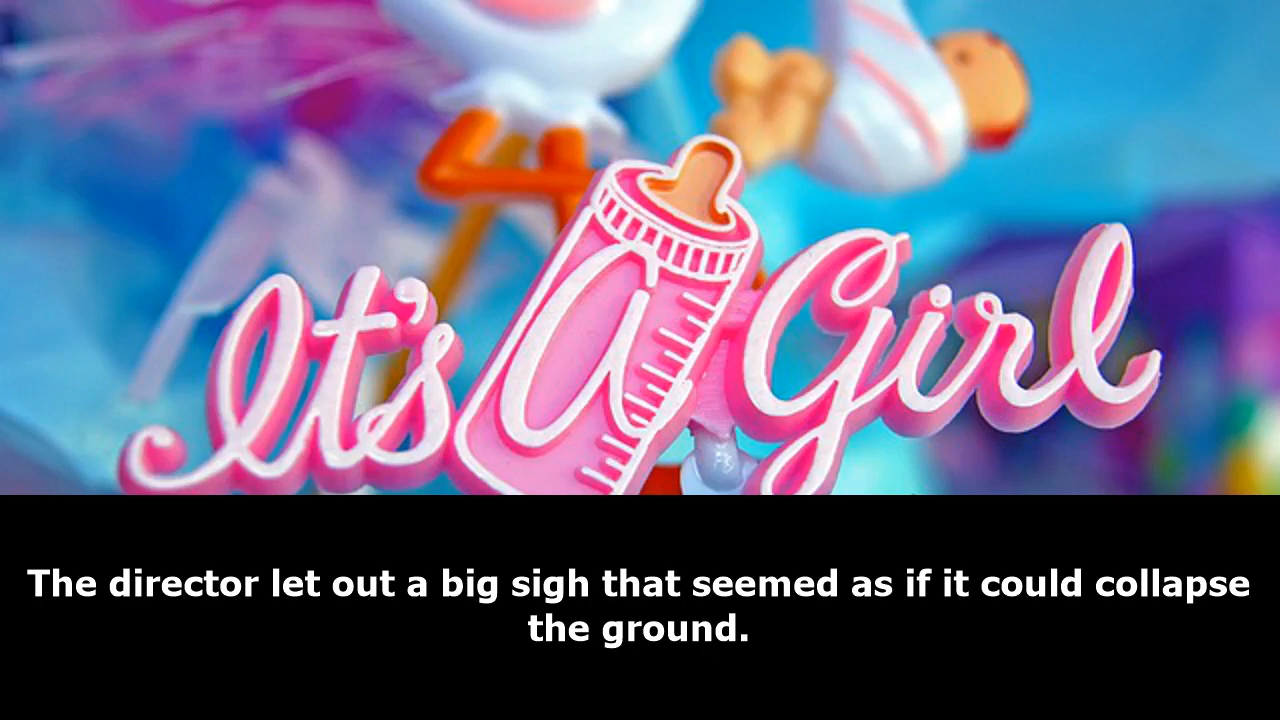 It's a Girl
The director let out a big sigh that seemed as if it could collapse
the ground.